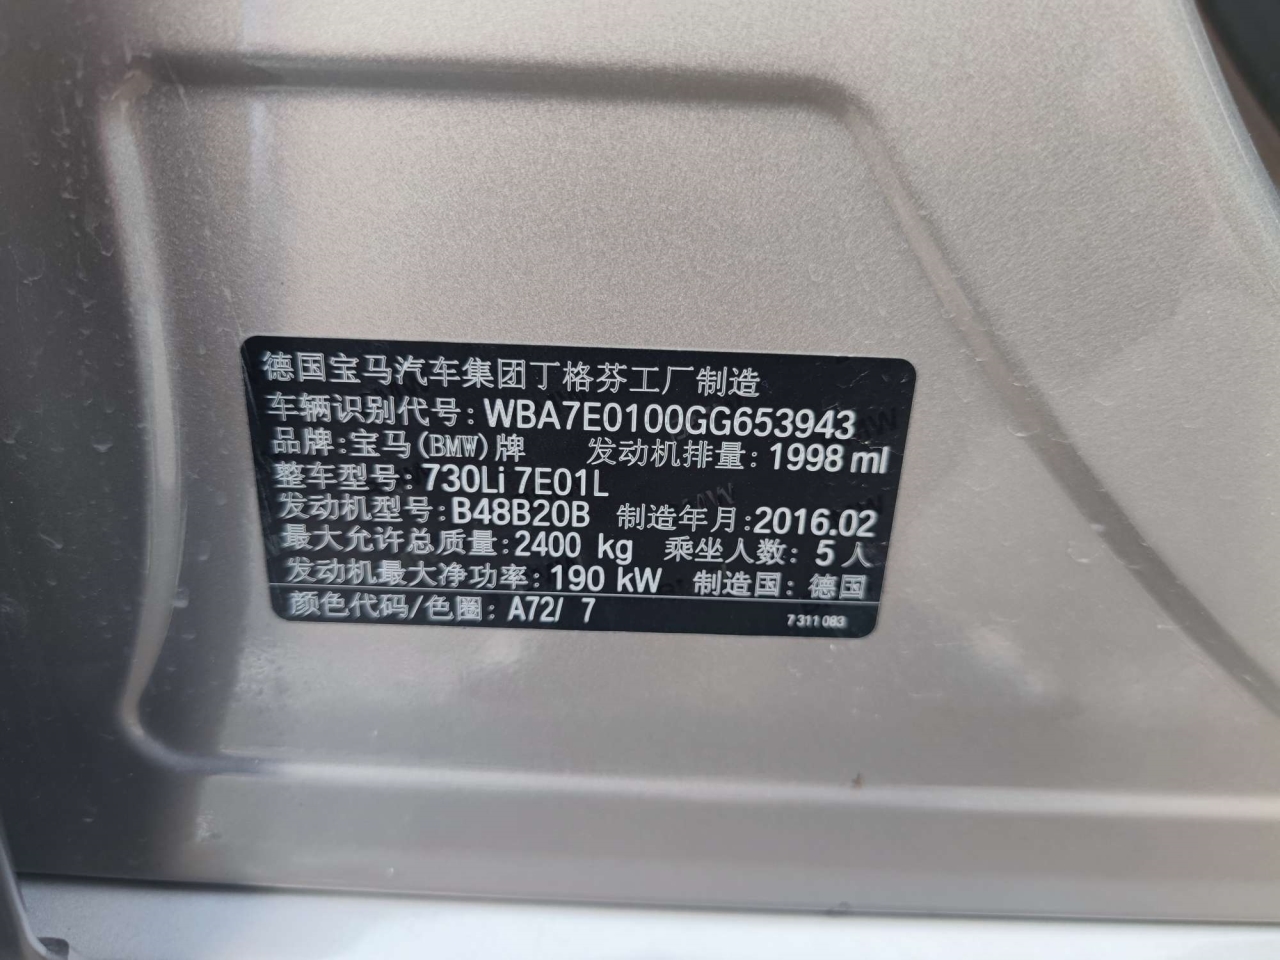 德国宝马汽车集团丁格芬工厂制造
车辆识别代号: WBA7E0100GG653943
品牌: 宝马(BMW)牌 发动机排量: 1998 ml
整车型号: 730Li 7E01L
发动机型号: B48B20B 制造年月: 2016.02
最大允许总质量: 2400 kg 乘坐人数: 5人
发动机最大净功率: 190 kW 制造国: 德国
颜色代码/色圈: A72/ 7 7311083